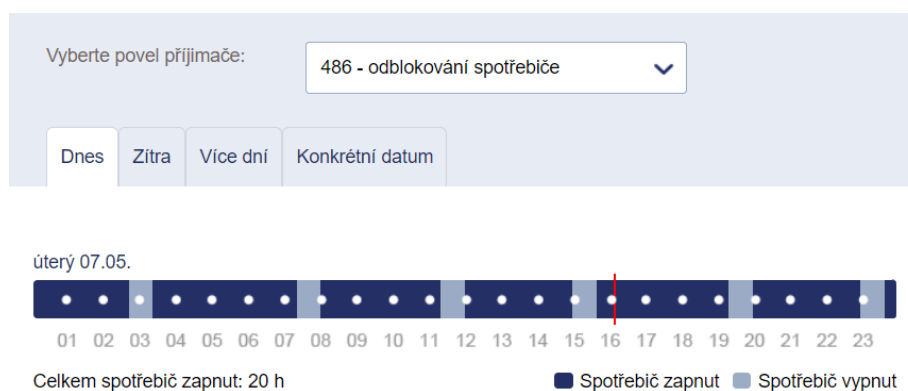 Vyberte povel příjimače:
486 - odblokování spotřebiče
Dnes Zítra Více dní Konkrétní datum
úterý 07.05.
01 02 03 04 05 06 07 08 09 10 11 12 13 14 15 16 17 18 19 20 21 22 23
Celkem spotřebič zapnut: 20 h Spotřebič zapnut Spotřebič vypnut